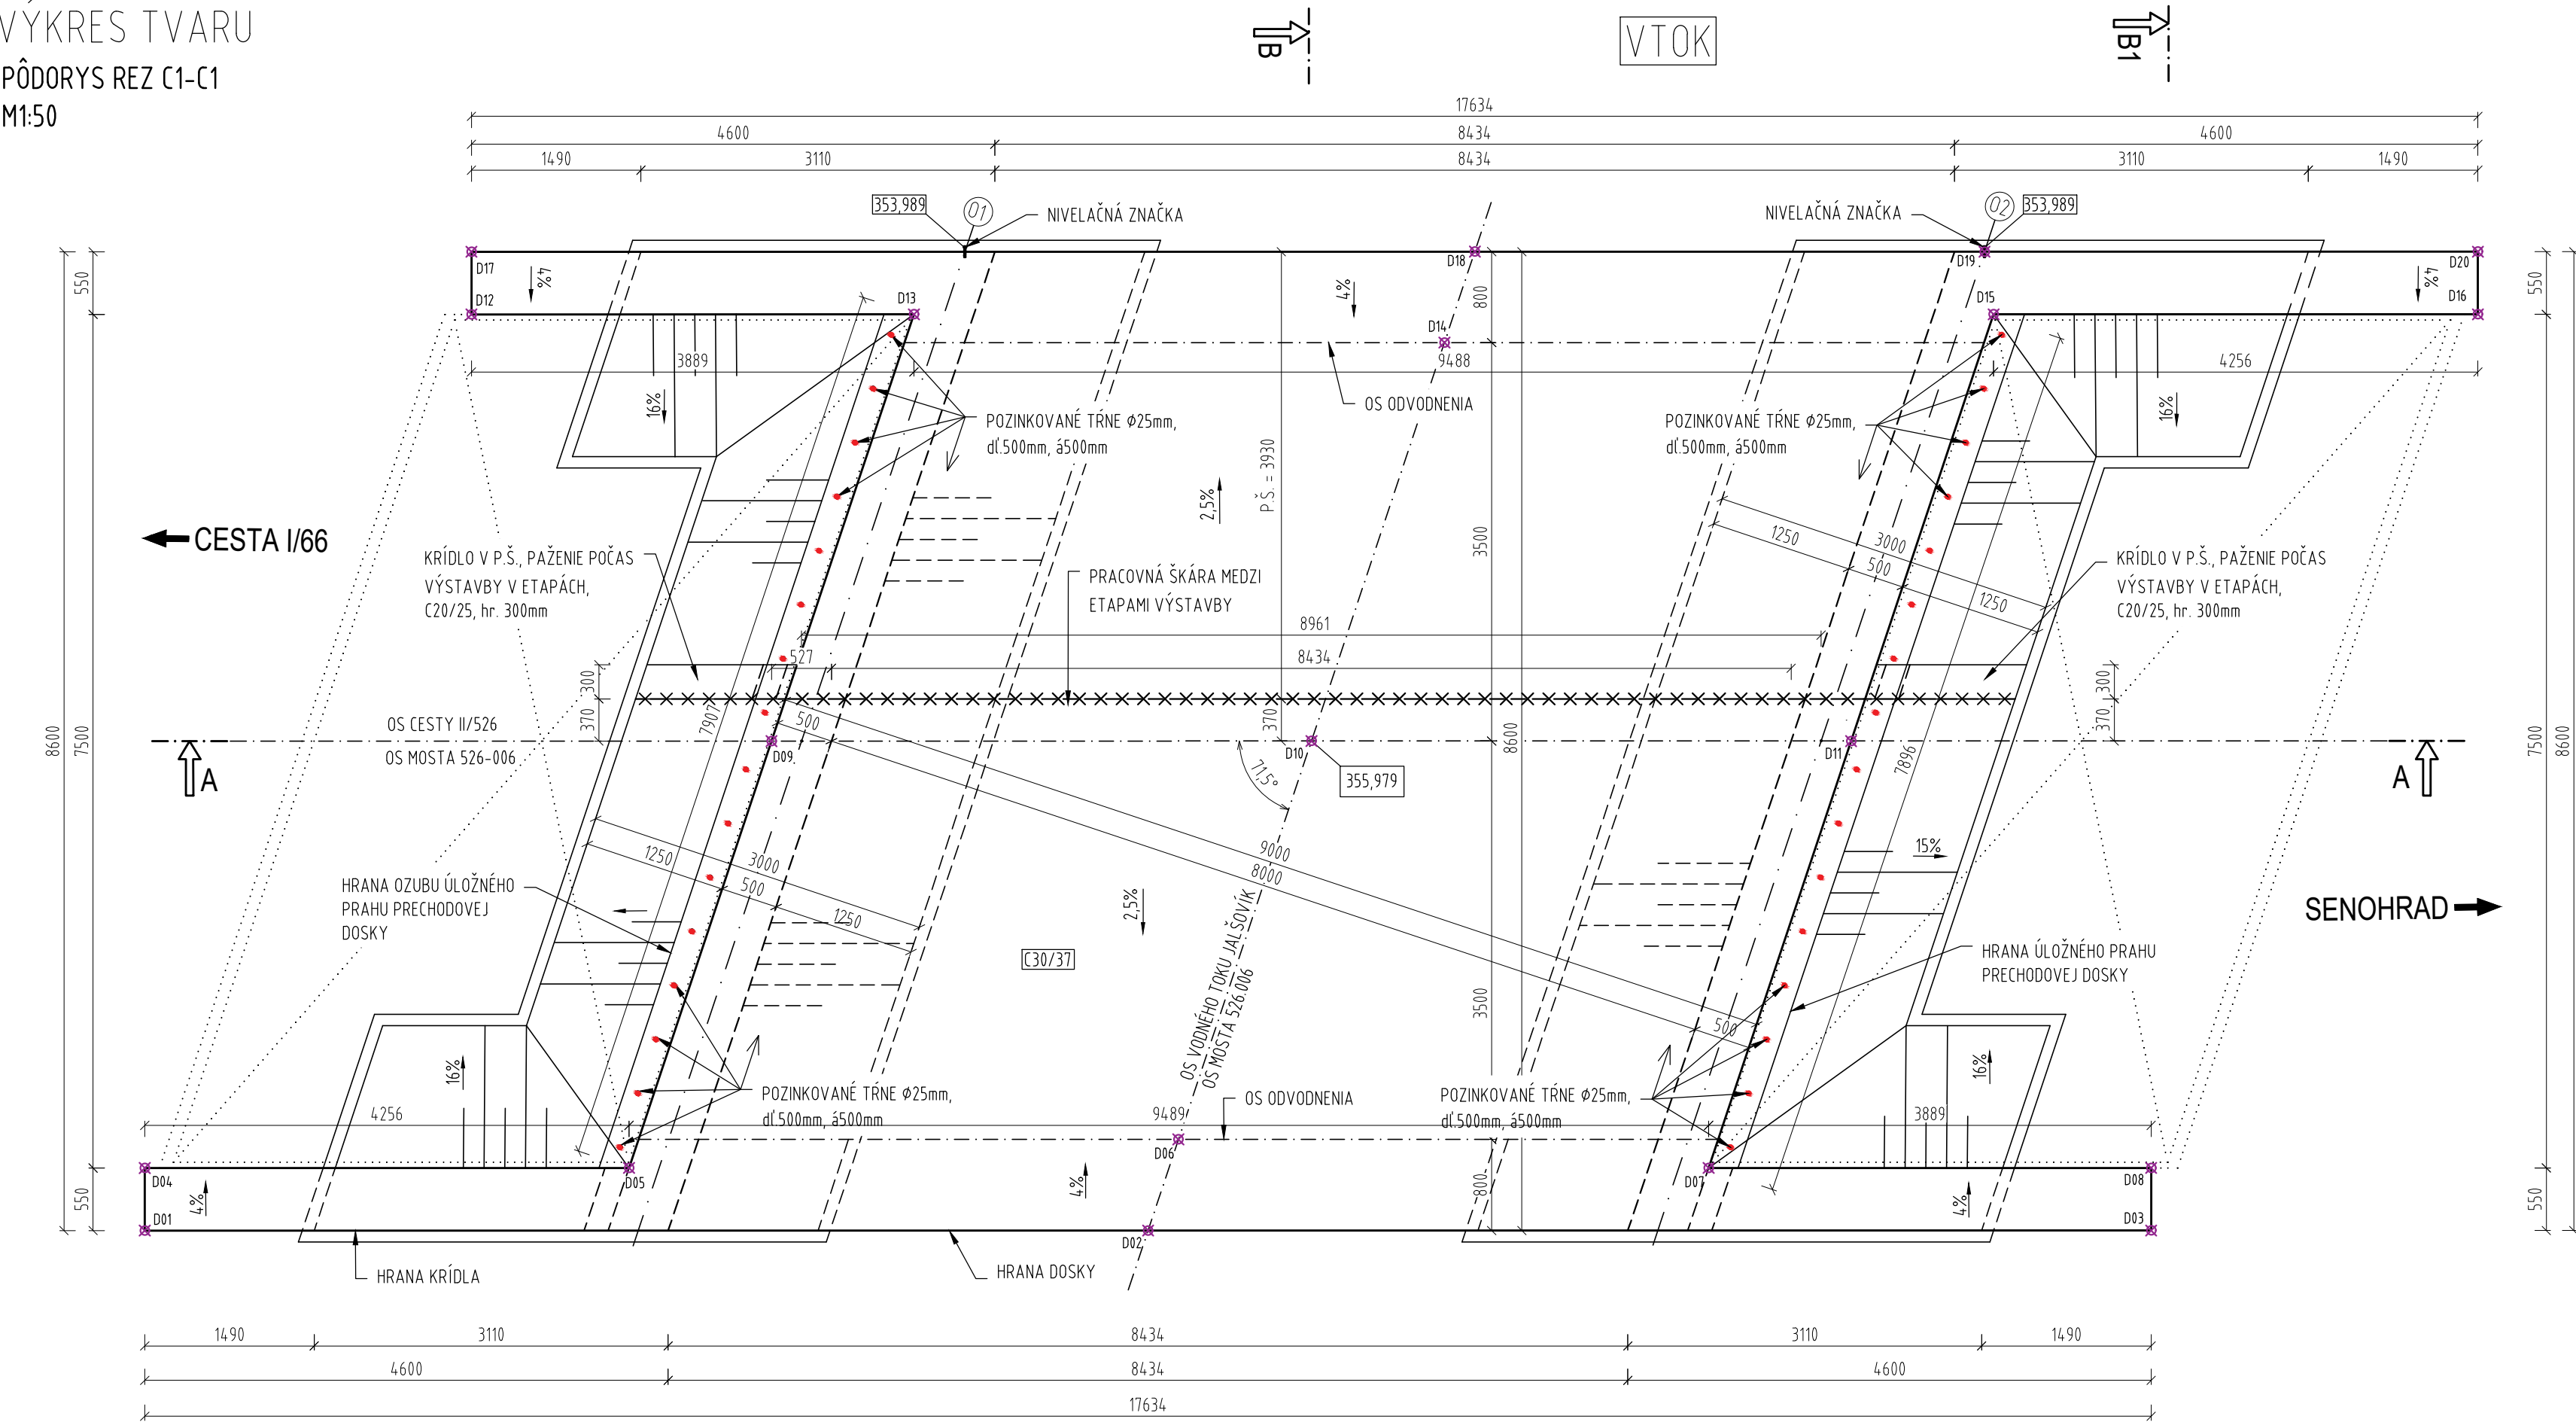 VÝKRES TVARU
PÔDORYS REZ C1-C1
M1:50
B
VTOK
B1
17634
4600
8434
4600
1490
3110
8434
3110
1490
353,989
O1
NIVELAČNÁ ZNAČKA
NIVELAČNÁ ZNAČKA
O2
353,989
D17
4%
D18
D19
D20
4%
550
550
D12
D13
4%
800
D15
D16
D14
3889
9488
4256
16%
16%
OS ODVODNENIA
POZINKOVANÉ TŔNE Ø25mm,
dľ.500mm, á500mm
POZINKOVANÉ TŔNE Ø25mm,
dľ.500mm, á500mm
P.Š. = 3930
2,5%
3500
CESTA I/66
KRÍDLO V P.Š., PAŽENIE POČAS
VÝSTAVBY V ETAPÁCH,
C20/25, hr. 300mm
PRACOVNÁ ŠKÁRA MEDZI
ETAPAMI VÝSTAVBY
3000
1250
500
1250
KRÍDLO V P.Š., PAŽENIE POČAS
VÝSTAVBY V ETAPÁCH,
C20/25, hr. 300mm
8961
527
8434
300
370
300
370
370
7907
500
8600
7500
8600
7500
8600
OS CESTY II/526
OS MOSTA 526-006
D09
D10
D11
71,5°
355,979
7896
A
A
9000
8000
3000
1250
500
1250
15%
HRANA OZUBU ÚLOŽNÉHO
PRAHU PRECHODOVEJ
DOSKY
2,5%
C30/37
SENOHRAD
HRANA ÚLOŽNÉHO PRAHU
PRECHODOVEJ DOSKY
OS VODNÉHO TOKU JALŠOVÍK
OS MOSTA 526.006
3500
500
16%
16%
POZINKOVANÉ TŔNE Ø25mm,
dľ.500mm, á500mm
OS ODVODNENIA
POZINKOVANÉ TŔNE Ø25mm,
dľ.500mm, á500mm
4256
9489
3889
D06
D04
D05
D07
D08
550
4%
4%
800
4%
550
D01
D02
D03
HRANA KRÍDLA
HRANA DOSKY
1490
3110
8434
3110
1490
4600
8434
4600
17634